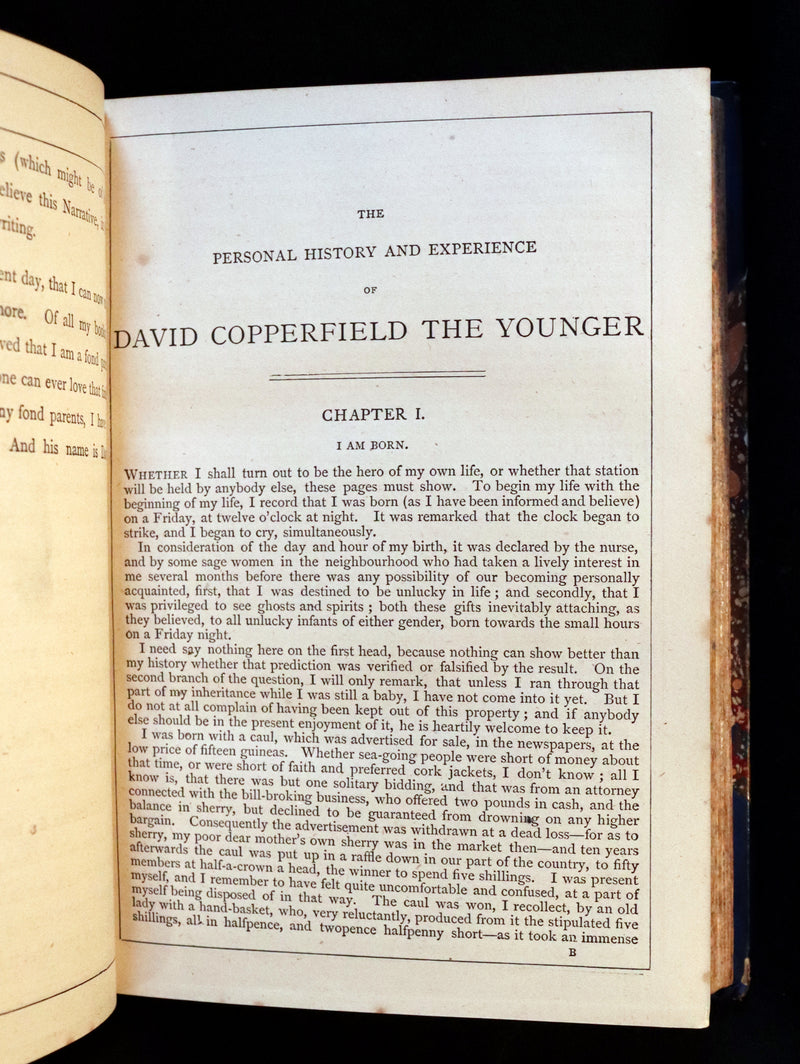 (which might be
this Narrative,
ent day, that I can now
Of all my
that I am a fond
can ever love that
fond parents, I
And his name is
THE
PERSONAL HISTORY AND EXPERIENCE
OF
DAVID COPPERFIELD THE YOUNGER
CHAPTER I.
I AM BORN.
WHETHER I shall turn out to be the hero of my own life, or whether that station
will be held by anybody else, these pages must show. To begin my life with the
beginning of my life, I record that I was born (as I have been informed and believe)
on a Friday, at twelve o'clock at night. It was remarked that the clock began to
strike, and I began to cry, simultaneously.
In consideration of the day and hour of my birth, it was declared by the nurse,
and by some sage women in the neighbourhood who had taken a lively interest in
me several months before there was any possibility of our becoming personally
acquainted, first, that I was destined to be unlucky in life ; and secondly, that I
was privileged to see ghosts and spirits ; both these gifts inevitably attaching, as
they believed, to all unlucky infants of either gender, born towards the small hours
on a Friday night.
I need say nothing here on the first head, because nothing can show better than
my history whether that prediction was verified or falsified by the result. On the
second branch of the question, I will only remark, that unless I ran through that
part of my inheritance while I was still a baby, I have not come into it yet. But I
do not at all complain of having been kept out of this property ; and if anybody
else should be in the present enjoyment of it, he is heartily welcome to keep it.
I was born with a caul, which was advertised for sale, in the newspapers, at the
low price of fifteen guineas. Whether sea-going people were short of money about
that time, or were short of faith and preferred cork jackets, I don't know ; all I
know is, that there was but one solitary bidding, and that was from an attorney
connected with the bill-broking business, who offered two pounds in cash, and the
balance in sherry, but declined to be guaranteed from drowning on any higher
bargain. Consequently the advertisement was withdrawn at a dead loss—for as to
sherry, my poor dear mother's own sherry was in the market then—and ten years
afterwards the caul was put up in a raffle down in our part of the country, to fifty
members at half-a-crown a head, the winner to spend five shillings. I was present
myself, and I remember to have felt quite uncomfortable and confused, at a part of
myself being disposed of in that way. The caul was won, I recollect, by an old
lady with a hand-basket, who, very reluctantly, produced from it the stipulated five
shillings, all in halfpence, and twopence halfpenny short—as it took an immense
B